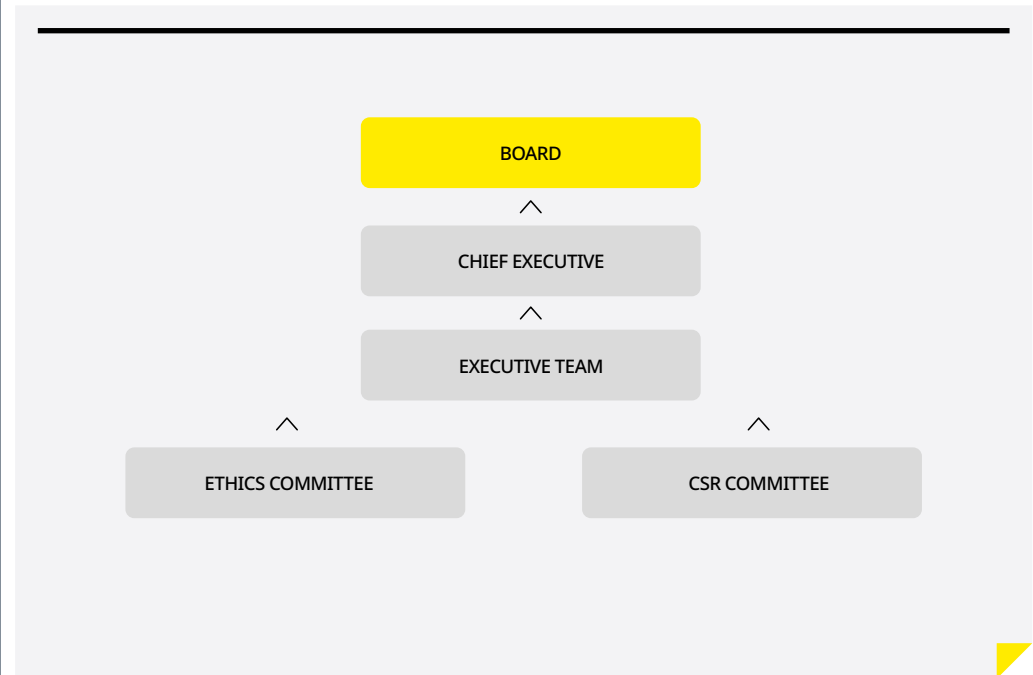 BOARD
CHIEF EXECUTIVE
EXECUTIVE TEAM
ETHICS COMMITTEE
CSR COMMITTEE